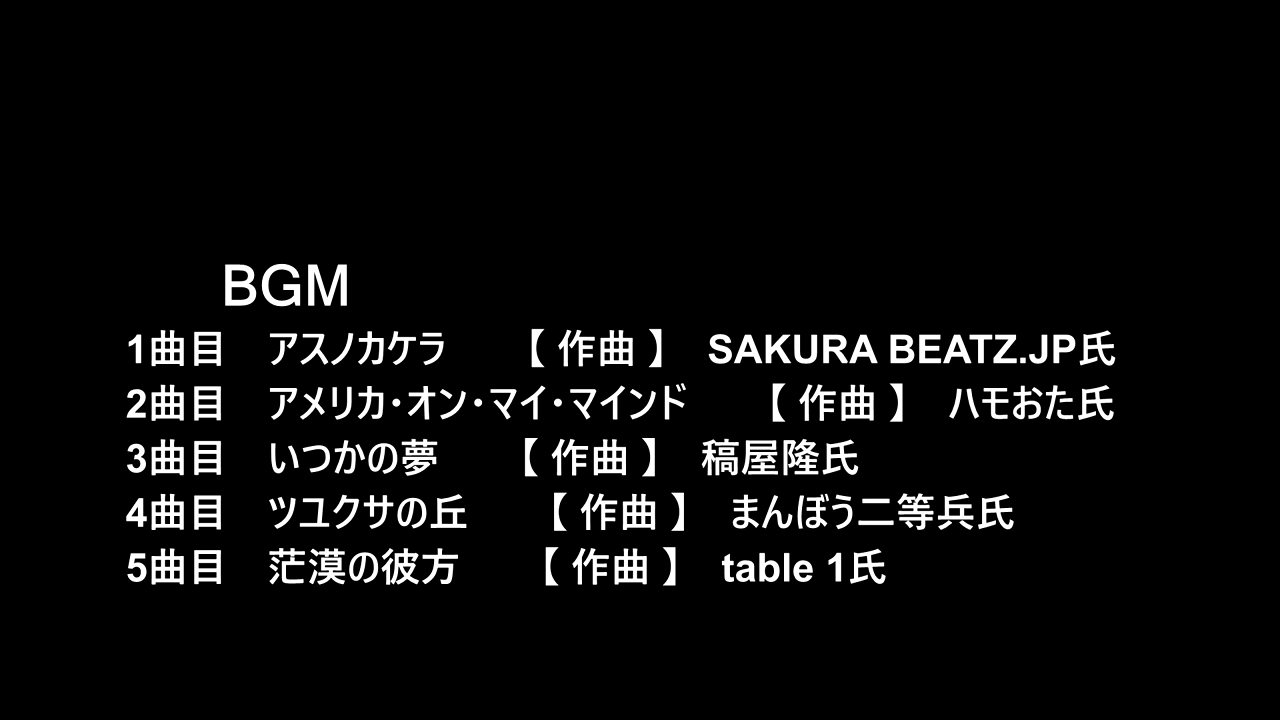 BGM
1曲目　アスノカケラ　　【 作曲 】　SAKURA BEATZ.JP氏
2曲目　アメリカ・オン・マイ・マインド　　【 作曲 】　ハモおた氏
3曲目　いつかの夢　　【 作曲 】　稿屋隆氏
4曲目　ツユクサの丘　　【 作曲 】　まんぼう二等兵氏
5曲目　茫漠の彼方　　【 作曲 】　table 1氏